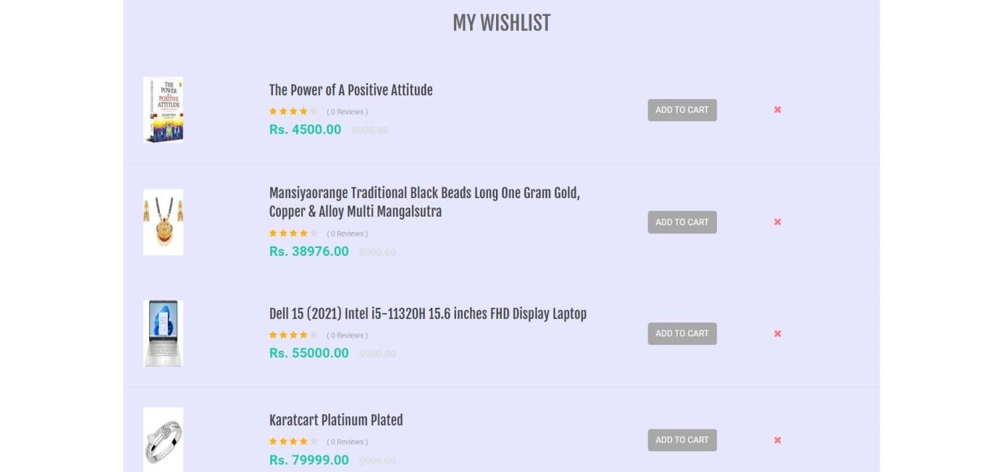 MY WISHLIST
THE
POWER
OF A
POSITIVE
ATTITUDE
The Power of A Positive Attitude
( 0 Reviews )
Rs. 4500.00 $900.00
ADD TO CART
Mansiyaorange Traditional Black Beads Long One Gram Gold,
Copper & Alloy Multi Mangalsutra
( 0 Reviews )
Rs. 38976.00 $900.00
ADD TO CART
Dell 15 (2021) Intel i5-11320H 15.6 inches FHD Display Laptop
( 0 Reviews )
Rs. 55000.00 $900.00
ADD TO CART
Karatcart Platinum Plated
( 0 Reviews )
Rs. 79999.00 $900.00
ADD TO CART